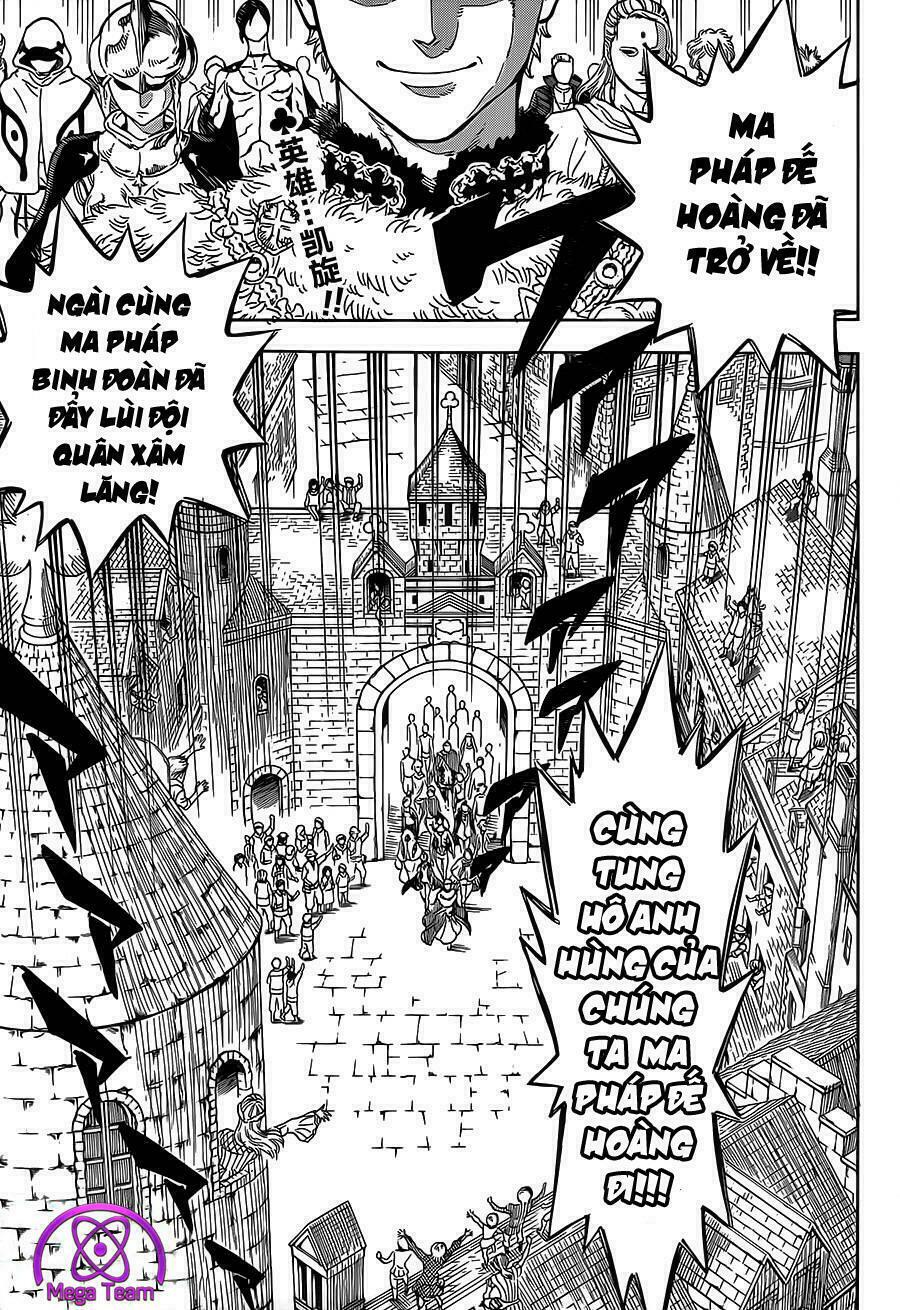 MA
PHÁP ĐẾ
HOÀNG ĐÃ
TRỞ VỀ!!
♣英雄…凱旋!!
NGÀI CÙNG
MA PHÁP
BINH ĐOÀN ĐÃ
ĐẨY LÙI ĐỘI
QUÂN XÂM
LĂNG!
CÙNG
TUNG
HÔ ANH
HÙNG CỦA
CHÚNG
TA MA
PHÁP ĐẾ
HOÀNG
ĐI!!!
Mega Team